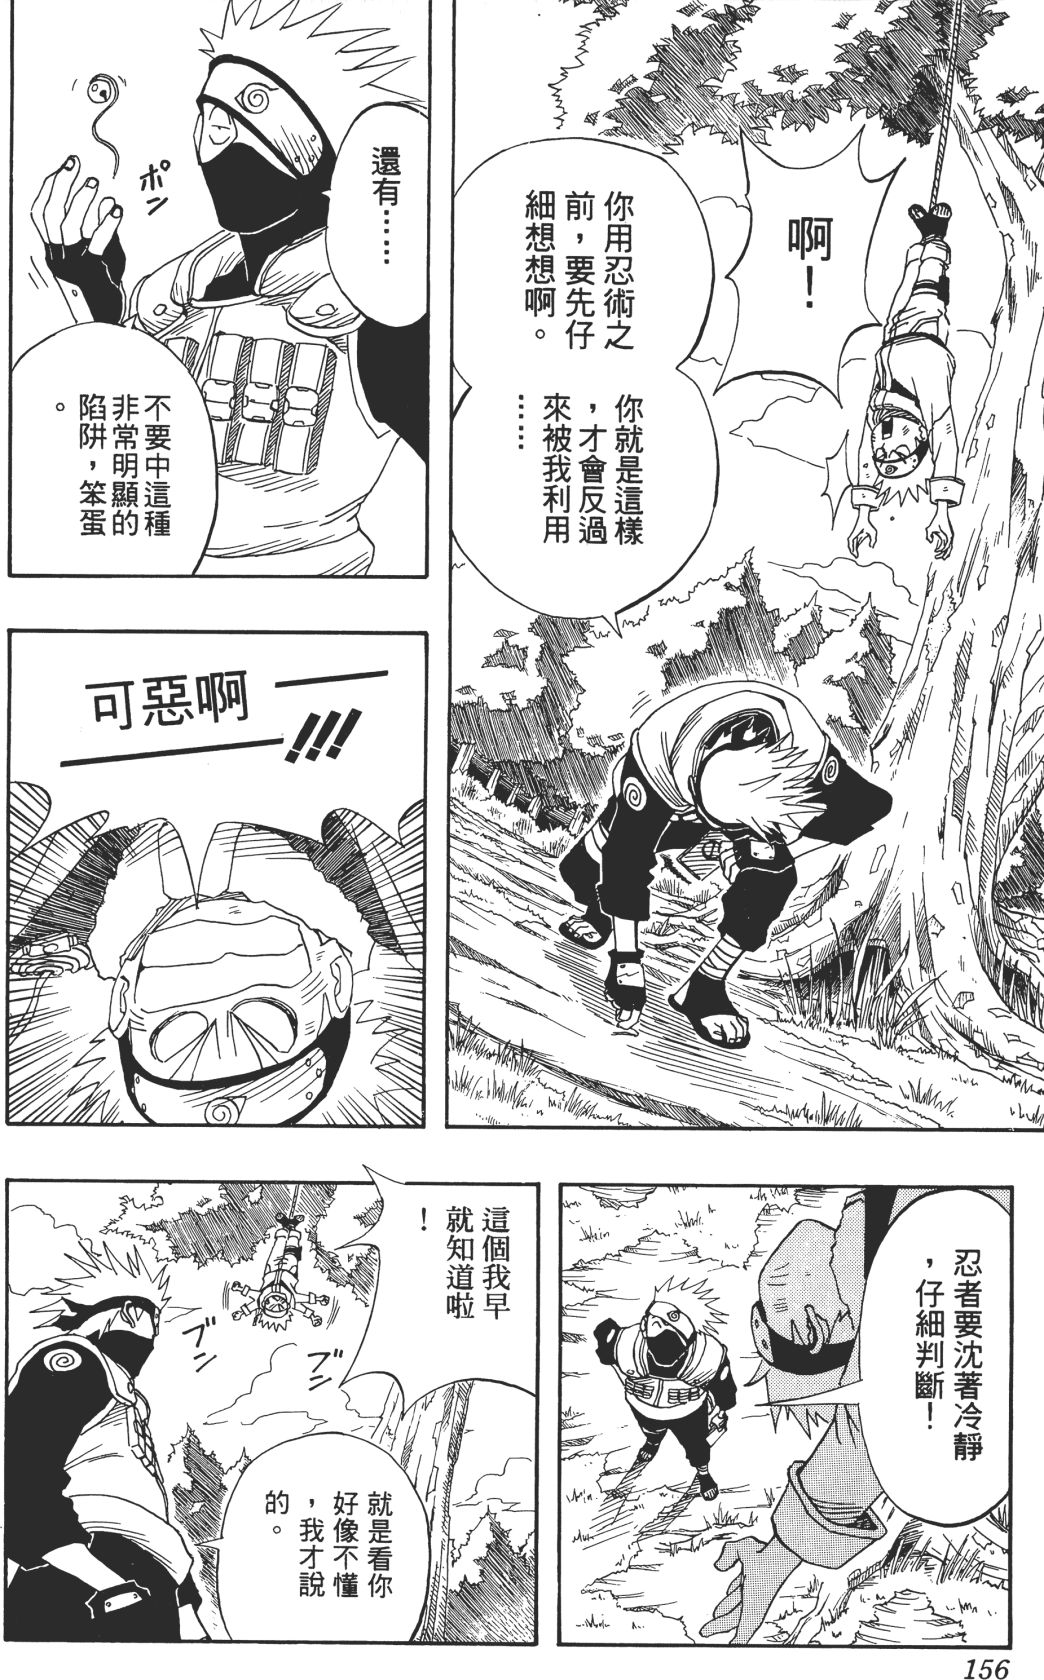 啊！
你用忍術之
前，要先仔
細想想啊。
你就是這樣
，才會反過
來被我利用
……
還有……
ポン
不要中這種
非常明顯的
陷阱，笨蛋
。
可惡啊
——!!!
忍者要沈著冷靜
，仔細判斷！
這個我早
就知道啦
！
ブン
ブン
就是看你
好像不懂
，我才說
的。
156